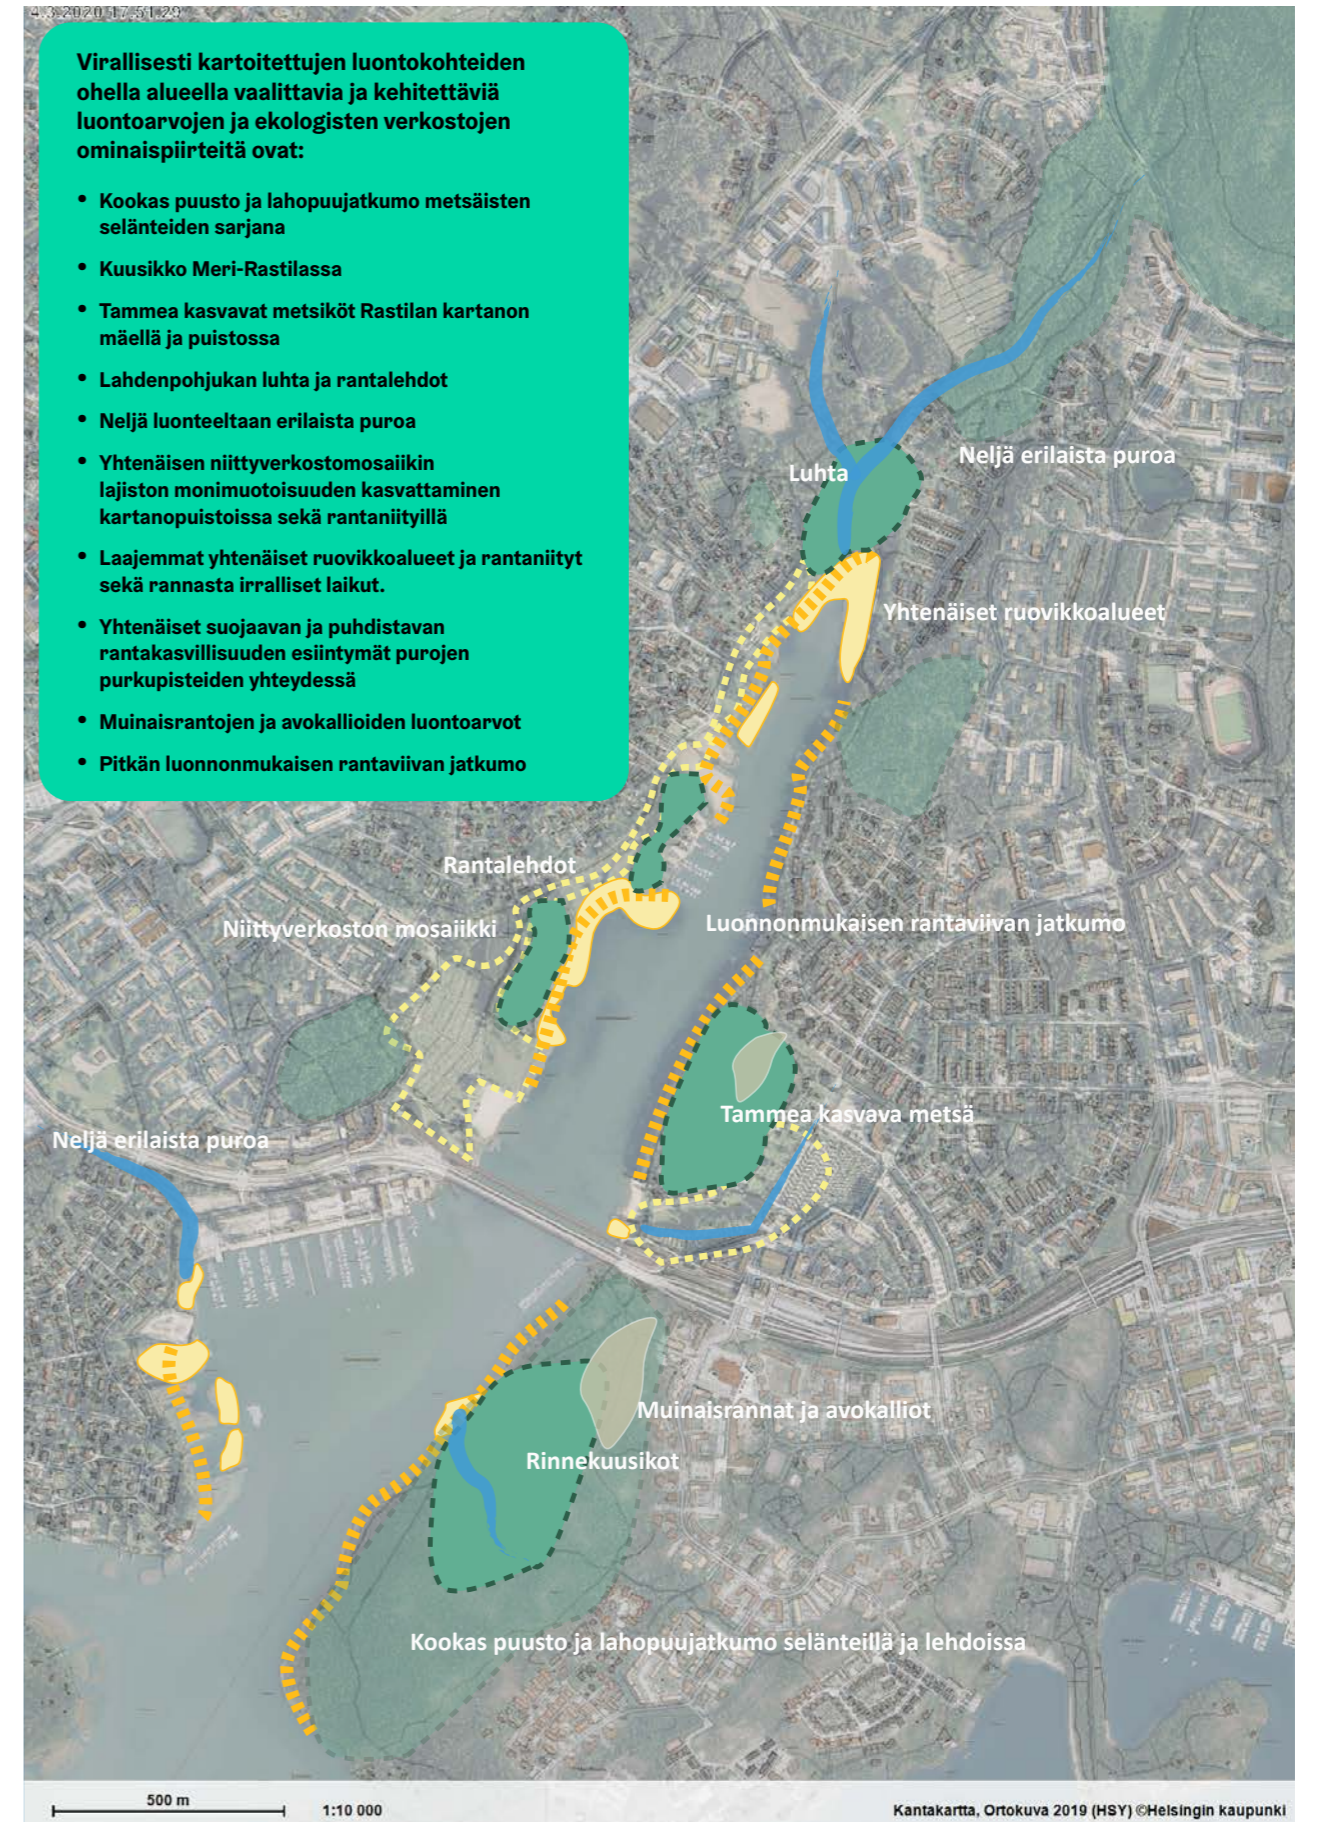 4.3.2020 17:51:29
Virallisesti kartoitettujen luontokohteiden
ohella alueella vaalittavia ja kehitettäviä
luontoarvojen ja ekologisten verkostojen
ominaispiirteitä ovat:
• Kookas puusto ja lahopuujatkumo metsäisten
selänteiden sarjana
• Kuusikko Meri-Rastilassa
• Tammea kasvavat metsiköt Rastilan kartanon
mäellä ja puistossa
• Lahdenpohjukan luhta ja rantalehdot
• Neljä luonteeltaan erilaista puroa
• Yhtenäisen niittyverkostomosaiikin
lajiston monimuotoisuuden kasvattaminen
kartanopuistoissa sekä rantaniityillä
• Laajemmat yhtenäiset ruovikkoalueet ja rantaniityt
sekä rannasta irralliset laikut.
• Yhtenäiset suojaavan ja puhdistavan
rantakasvillisuuden esiintymät purojen
purkupisteiden yhteydessä
• Muinaisrantojen ja avokallioiden luontoarvot
• Pitkän luonnonmukaisen rantaviivan jatkumo
Neljä erilaista puroa
Luhta
Yhtenäiset ruovikkoalueet
Rantalehdot
Luonnonmukaisen rantaviivan jatkumo
Niittyverkoston mosaiikki
Tammea kasvava metsä
Neljä erilaista puroa
Muinaisrannat ja avokalliot
Rinnekuusikot
Kookas puusto ja lahopuujatkumo selänteillä ja lehdoissa
500 m
1:10 000
Kantakartta, Ortokuva 2019 (HSY) ©Helsingin kaupunki